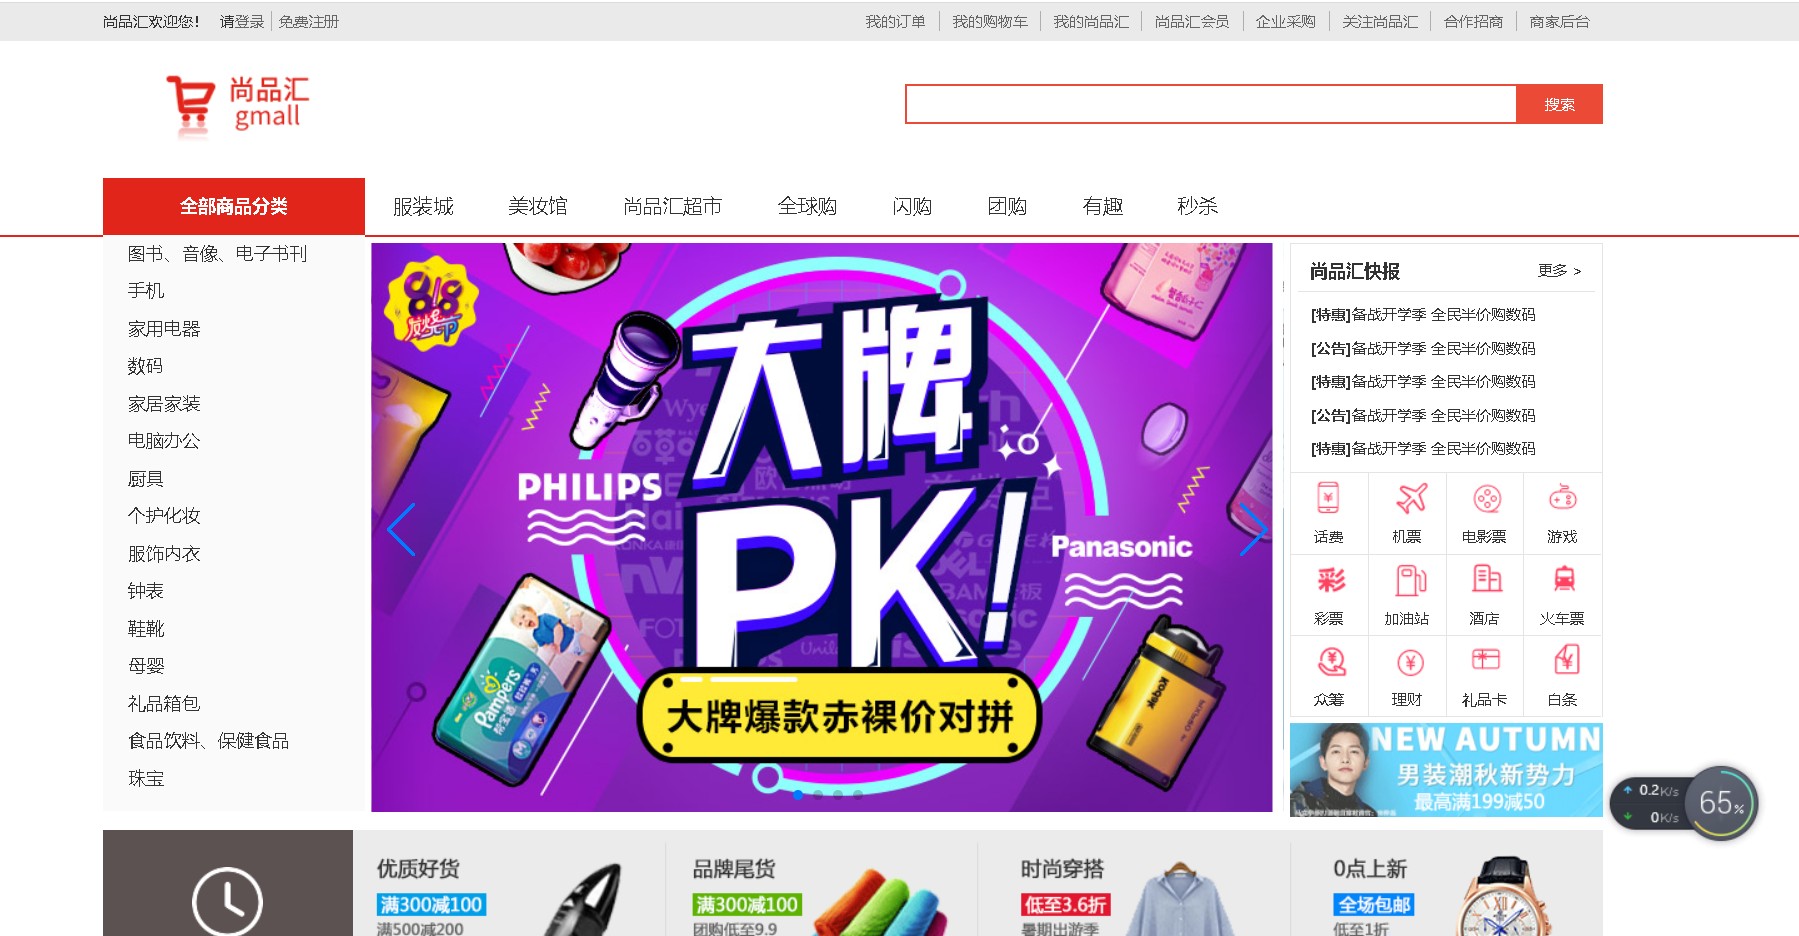 尚品汇欢迎您! 请登录 免费注册
我的订单 我的购物车 我的尚品汇 尚品汇会员 企业采购 关注尚品汇 合作招商 商家后台
尚品汇
gmall
搜索
全部商品分类 服装城 美妆馆 尚品汇超市 全球购 闪购 团购 有趣 秒杀
图书、音像、电子书刊
手机
家用电器
数码
家居家装
电脑办公
厨具
个护化妆
服饰内衣
钟表
鞋靴
母婴
礼品箱包
食品饮料、保健食品
珠宝
大牌
PK!
PHILIPS
Panasonic
Pampers
Kodak
大牌爆款赤裸价对拼
尚品汇快报 更多 >
[特惠]备战开学季 全民半价购数码
[公告]备战开学季 全民半价购数码
[特惠]备战开学季 全民半价购数码
[公告]备战开学季 全民半价购数码
[特惠]备战开学季 全民半价购数码
话费 机票 电影票 游戏
彩票 加油站 酒店 火车票
众筹 理财 礼品卡 白条
NEW AUTUMN
男装潮秋新势力
最高满199减50
0.2K/s
0K/s
65%
优质好货
满300减100
满500减200
品牌尾货
满300减100
团购低至9.9
时尚穿搭
低至3.6折
暑期出游季
0点上新
全场包邮
低至1折